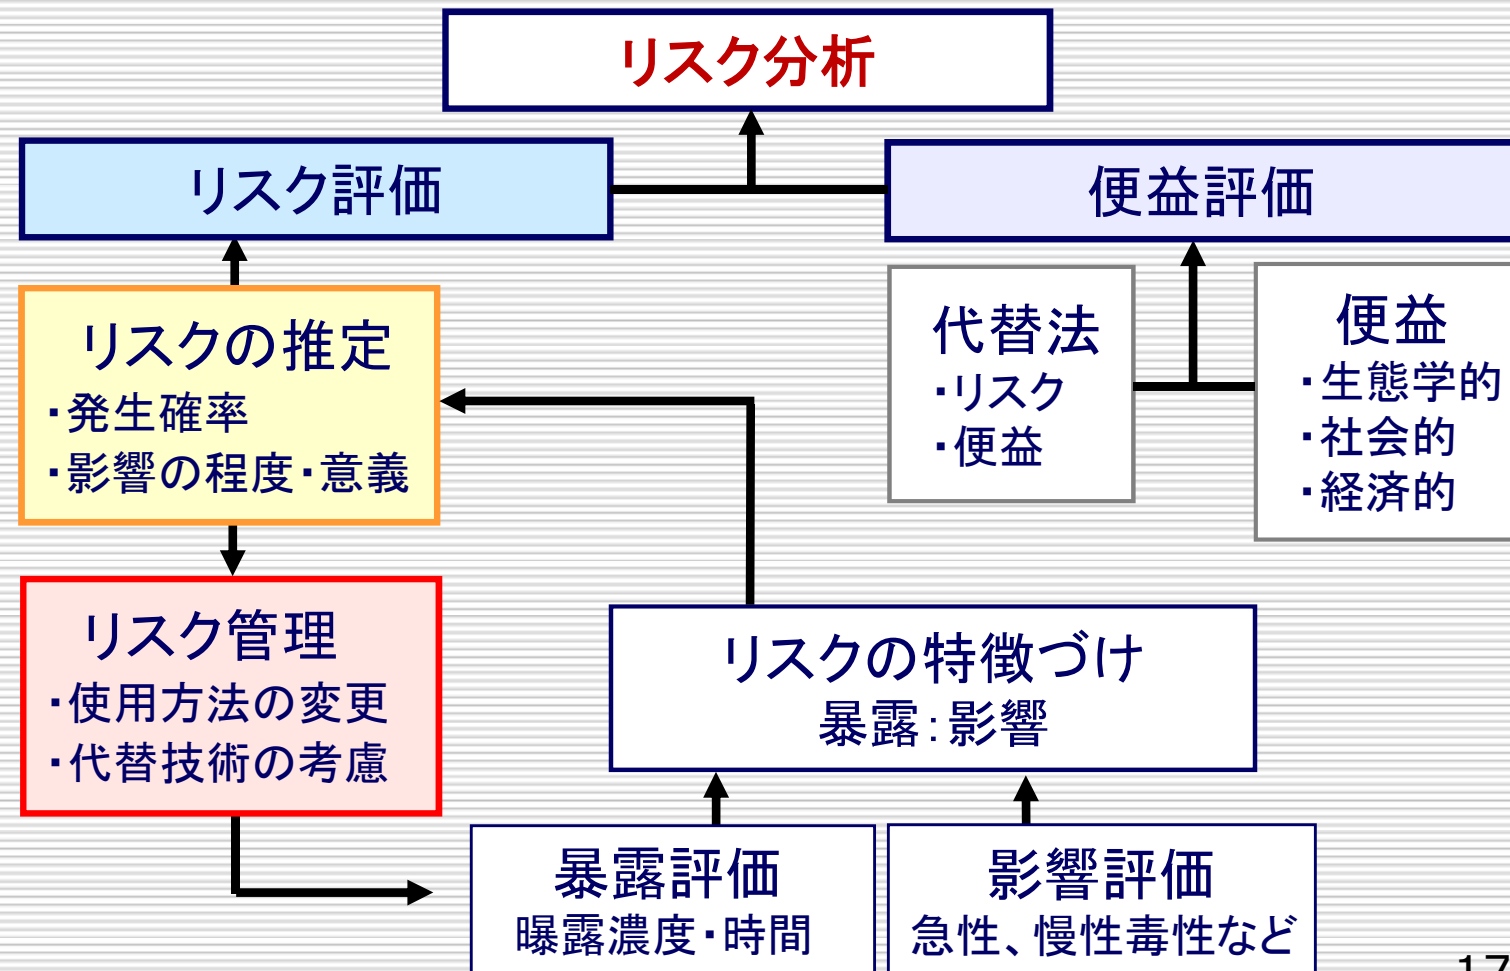 リスク分析
リスク評価
便益評価
リスクの推定
・発生確率
・影響の程度・意義
代替法
・リスク
・便益
便益
・生態学的
・社会的
・経済的
リスク管理
・使用方法の変更
・代替技術の考慮
リスクの特徴づけ
暴露:影響
暴露評価
曝露濃度・時間
影響評価
急性、慢性毒性など
17